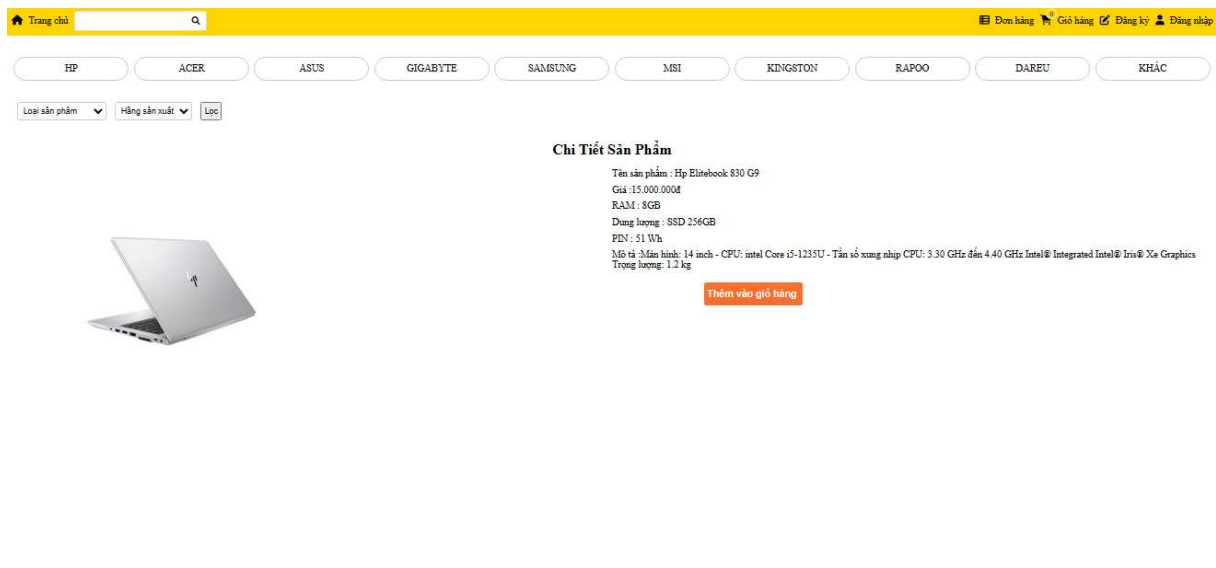 Trang chủ
Đơn hàng 0 Giỏ hàng Đăng ký Đăng nhập
HP ACER ASUS GIGABYTE SAMSUNG MSI KINGSTON RAPOO DAREU KHÁC
Loại sản phẩm Hãng sản xuất Lọc
Chi Tiết Sản Phẩm
Tên sản phẩm : Hp Elitebook 830 G9
Giá :15.000.000đ
RAM : 8GB
Dung lượng : SSD 256GB
PIN : 51 Wh
Mô tả :Màn hình: 14 inch - CPU: intel Core i5-1235U - Tần số xung nhịp CPU: 3.30 GHz đến 4.40 GHz Intel® Integrated Intel® Iris® Xe Graphics
Trọng lượng: 1.2 kg
Thêm vào giỏ hàng